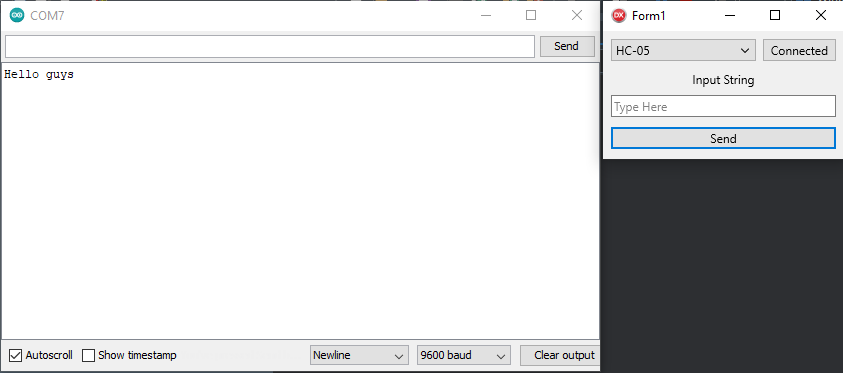 COM7
Send
Hello guys
Autoscroll
Show timestamp
Newline
9600 baud
Clear output
DX
Form1
HC-05
Connected
Input String
Type Here
Send